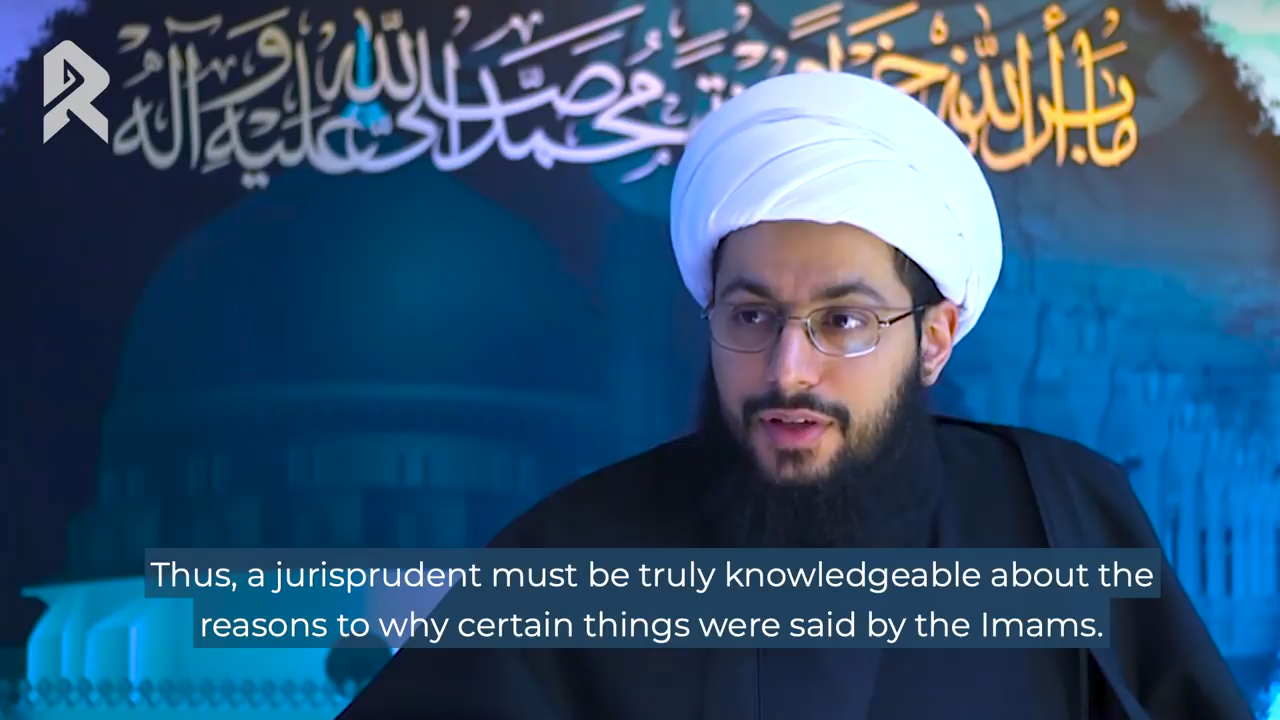 محمد صلى الله عليه وآله
Thus, a jurisprudent must be truly knowledgeable about the
reasons to why certain things were said by the Imams.